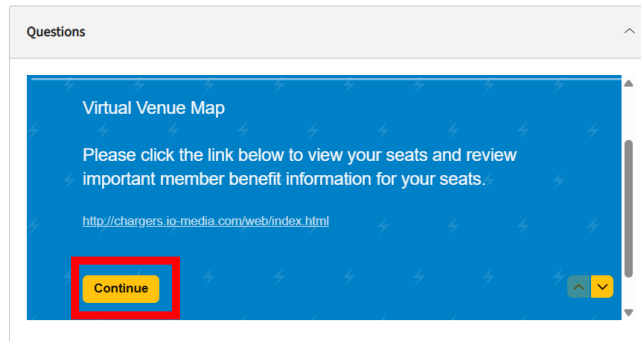 Questions
Virtual Venue Map
Please click the link below to view your seats and review
important member benefit information for your seats.
http://chargers.io-media.com/web/index.html
Continue